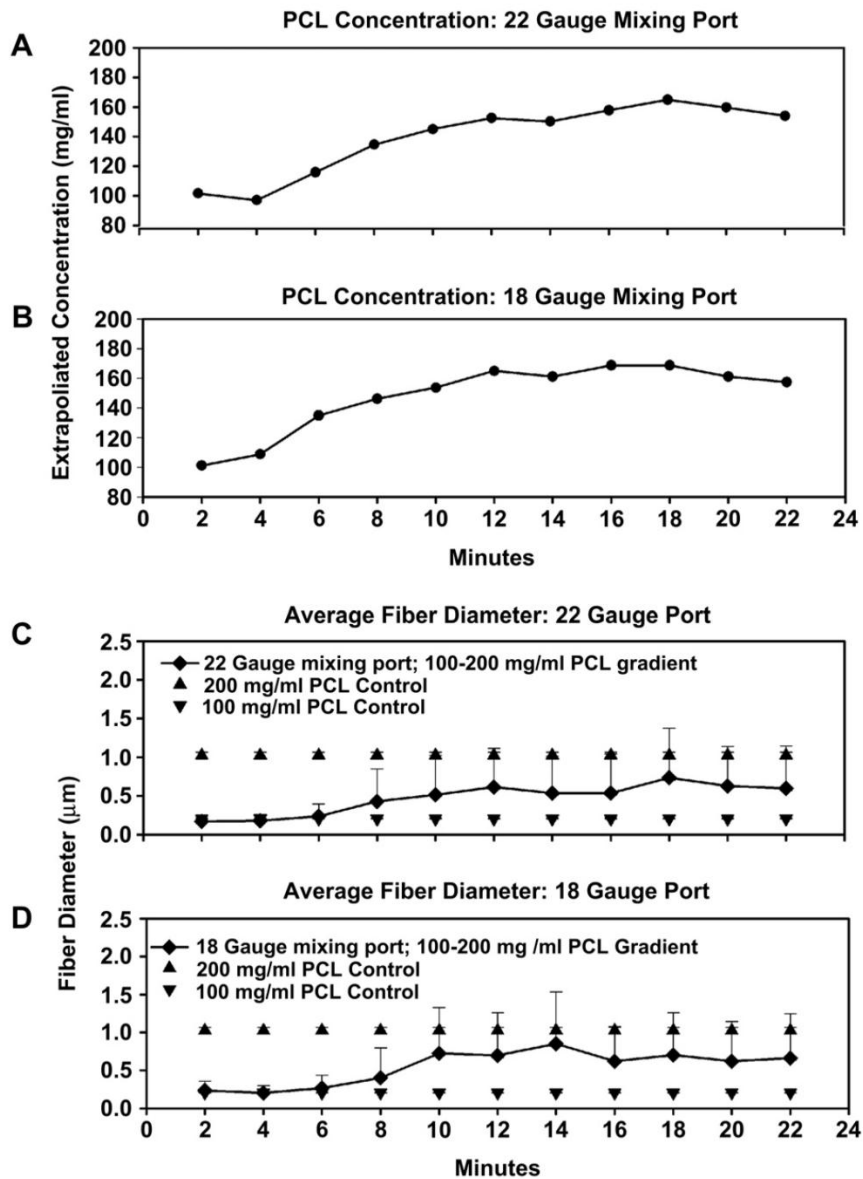 PCL Concentration: 22 Gauge Mixing Port
A
200
180
160
140
120
100
80
PCL Concentration: 18 Gauge Mixing Port
B
200
180
160
140
120
100
80
0 2 4 6 8 10 12 14 16 18 20 22 24
Minutes
Extrapoliated Concentration (mg/ml)
Average Fiber Diameter: 22 Gauge Port
C
2.5
2.0
1.5
1.0
0.5
0.0
22 Gauge mixing port; 100-200 mg/ml PCL gradient
200 mg/ml PCL Control
100 mg/ml PCL Control
Average Fiber Diameter: 18 Gauge Port
D
2.5
2.0
1.5
1.0
0.5
0.0
18 Gauge mixing port; 100-200 mg /ml PCL Gradient
200 mg/ml PCL Control
100 mg/ml PCL Control
0 2 4 6 8 10 12 14 16 18 20 22 24
Minutes
Fiber Diameter (μm)